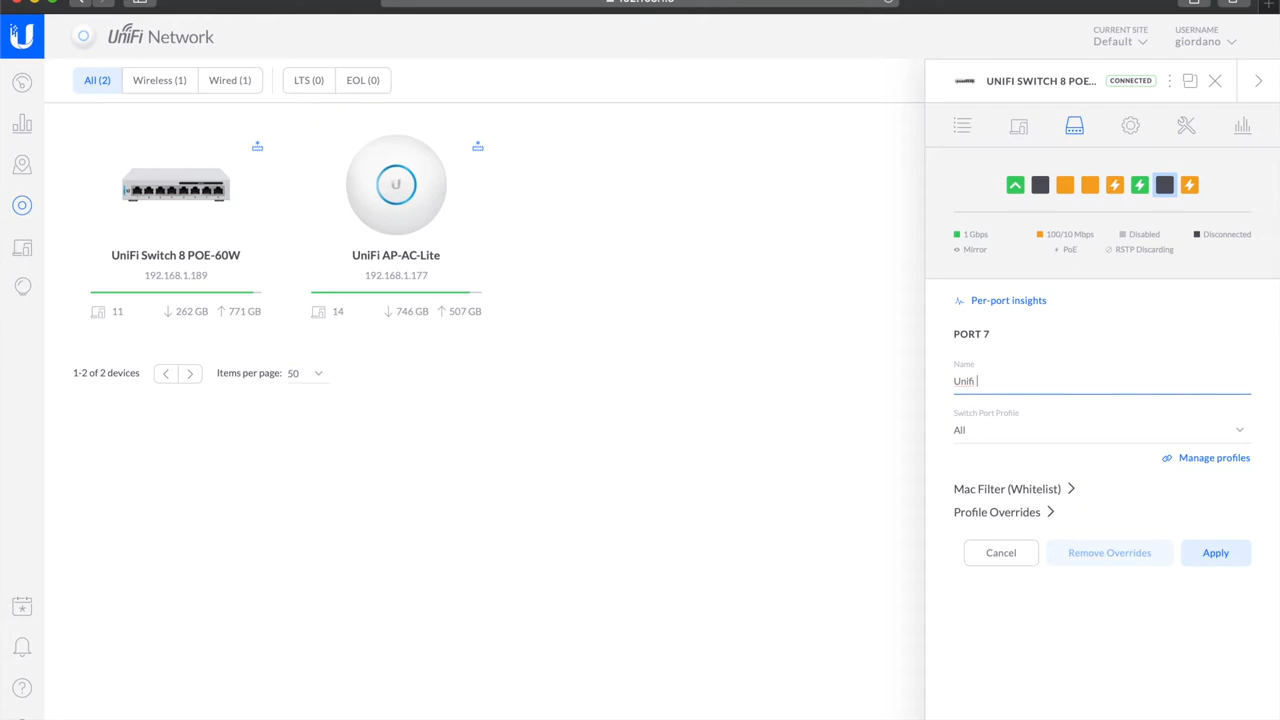 UniFi Network
CURRENT SITE
Default
USERNAME
giordano
All (2)
Wireless (1)
Wired (1)
LTS (0)
EOL (0)
UNIFI SWITCH 8 POE...
CONNECTED
UniFi Switch 8 POE-60W
192.168.1.189
11
262 GB
771 GB
UniFi AP-AC-Lite
192.168.1.177
14
746 GB
507 GB
1-2 of 2 devices
Items per page: 50
1 Gbps
100/10 Mbps
Disabled
Disconnected
Mirror
PoE
RSTP Discarding
Per-port insights
PORT 7
Name
Unifi
Switch Port Profile
All
Manage profiles
Mac Filter (Whitelist)
Profile Overrides
Cancel
Remove Overrides
Apply